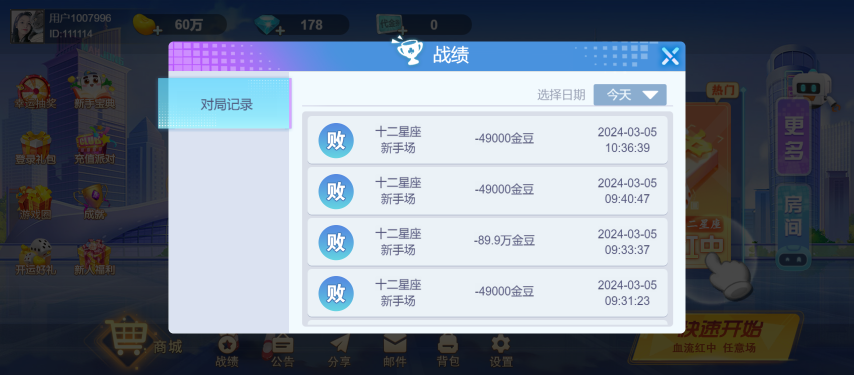 用户1007996
ID:111114
60万
178
0
战绩
对局记录
选择日期
今天
败
十二星座
新手场
-49000金豆
2024-03-05
10:36:39
败
十二星座
新手场
-49000金豆
2024-03-05
09:40:47
败
十二星座
新手场
-89.9万金豆
2024-03-05
09:33:37
败
十二星座
新手场
-49000金豆
2024-03-05
09:31:23
幸运抽奖
新手宝典
登录礼包
充值派对
游戏圈
成就
开运好礼
新人福利
热门
更多
房间
商城
战绩
公告
分享
邮件
背包
设置
快速开始
血流红中 任意场